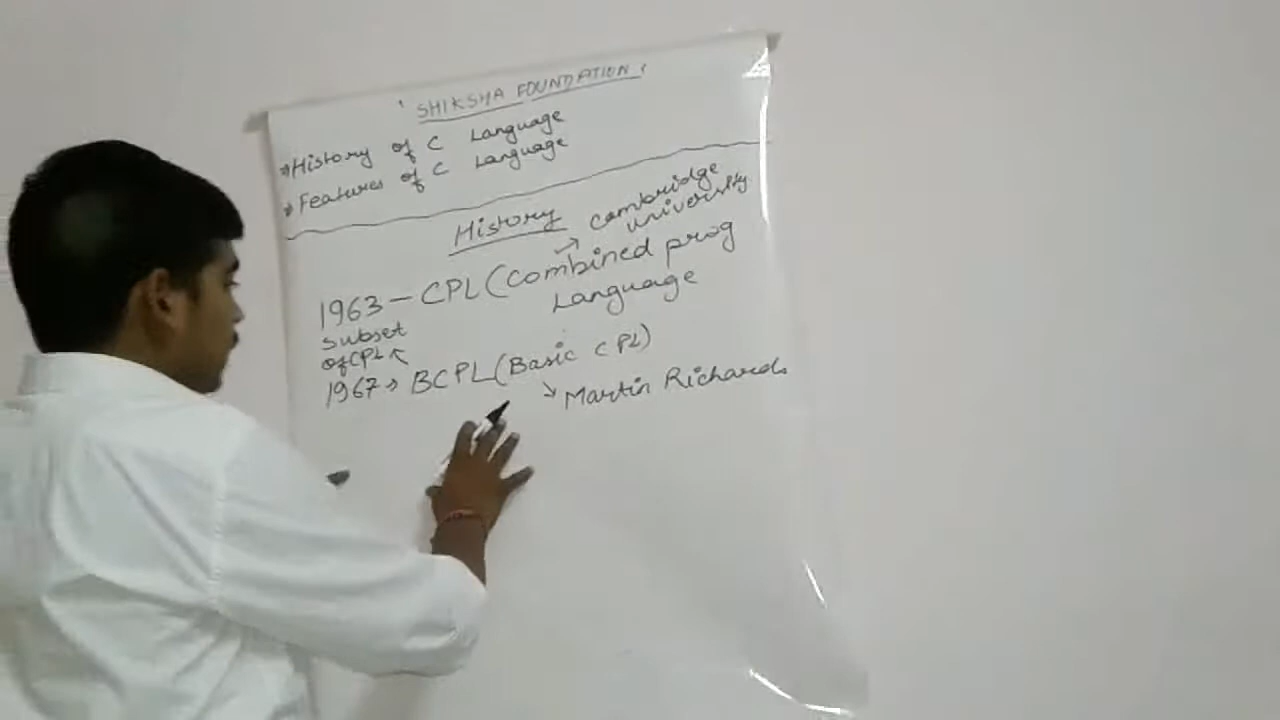 ' SHIKSHA FOUNDATION '
→ History of C Language
→ Features of C Language
History
→ Cambridge
University.
1963 - CPL (Combined prog
Language
Subset
of CPL ↖
1967 → BCPL (Basic CPL)
↘ Martin Richards